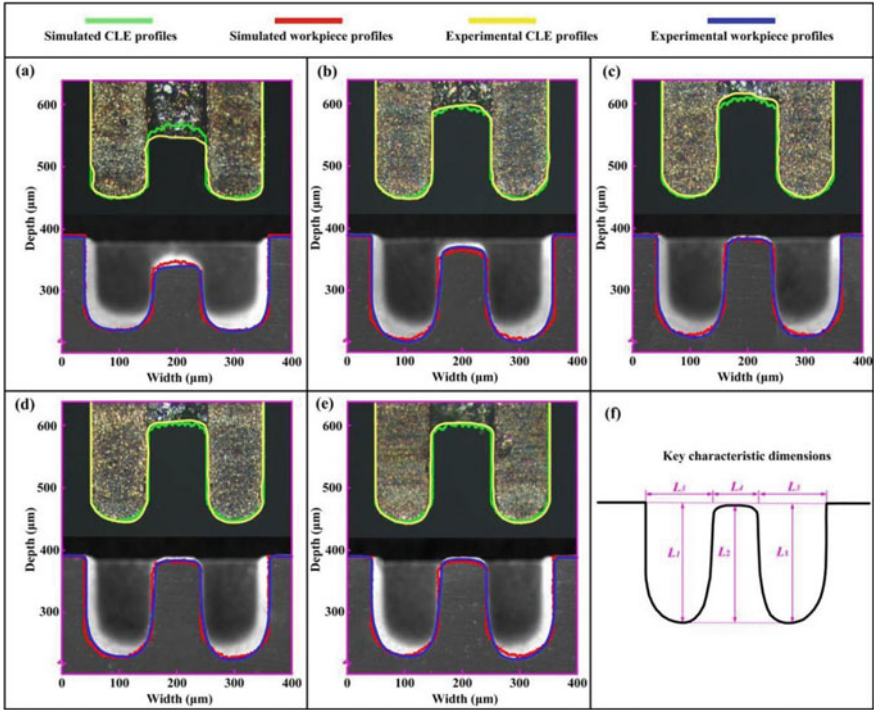 Simulated CLE profiles
Simulated workpiece profiles
Experimental CLE profiles
Experimental workpiece profiles
(a)
(b)
(c)
600
500
400
300
Depth (μm)
600
500
400
300
Depth (μm)
600
500
400
300
Depth (μm)
0 100 200 300 400
Width (μm)
0 100 200 300 400
Width (μm)
0 100 200 300 400
Width (μm)
(d)
(e)
(f)
600
500
400
300
Depth (μm)
600
500
400
300
Depth (μm)
0 100 200 300 400
Width (μm)
0 100 200 300 400
Width (μm)
Key characteristic dimensions
L4
L1 L2